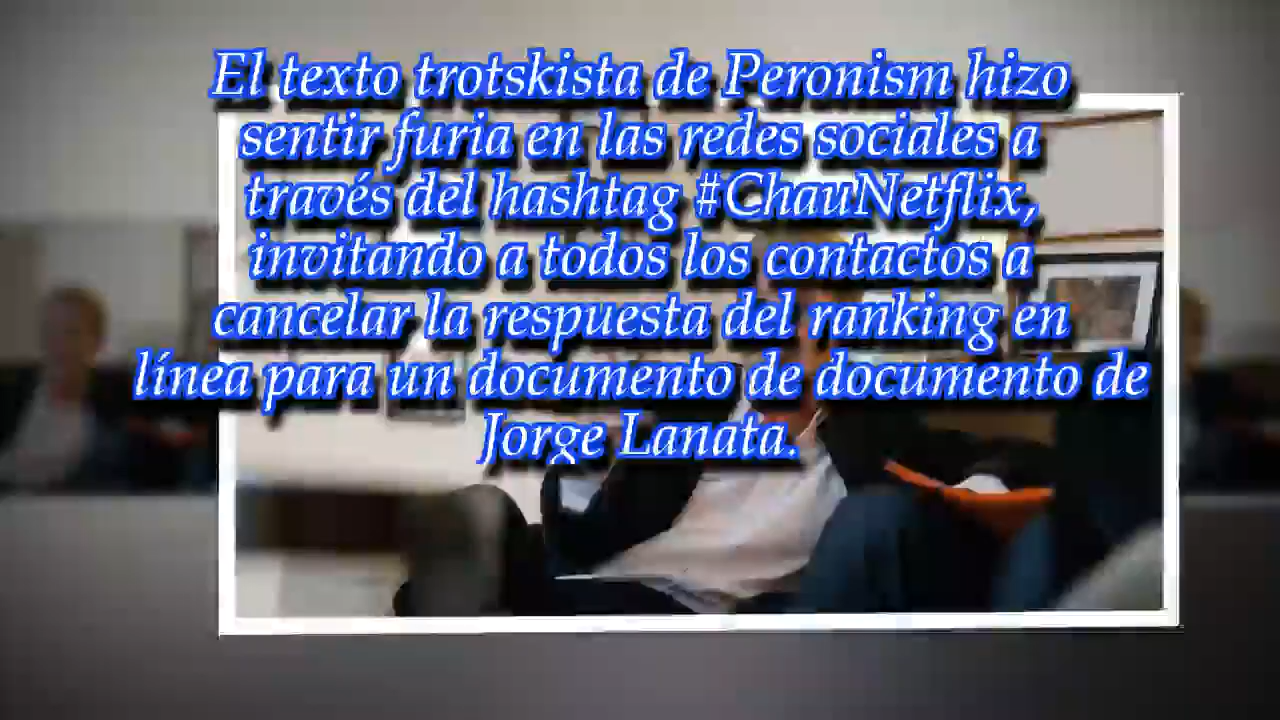 El texto trotskista de Peronism hizo
sentir furia en las redes sociales a
través del hashtag #ChauNetflix,
invitando a todos los contactos a
cancelar la respuesta del ranking en
línea para un documento de documento de
Jorge Lanata.